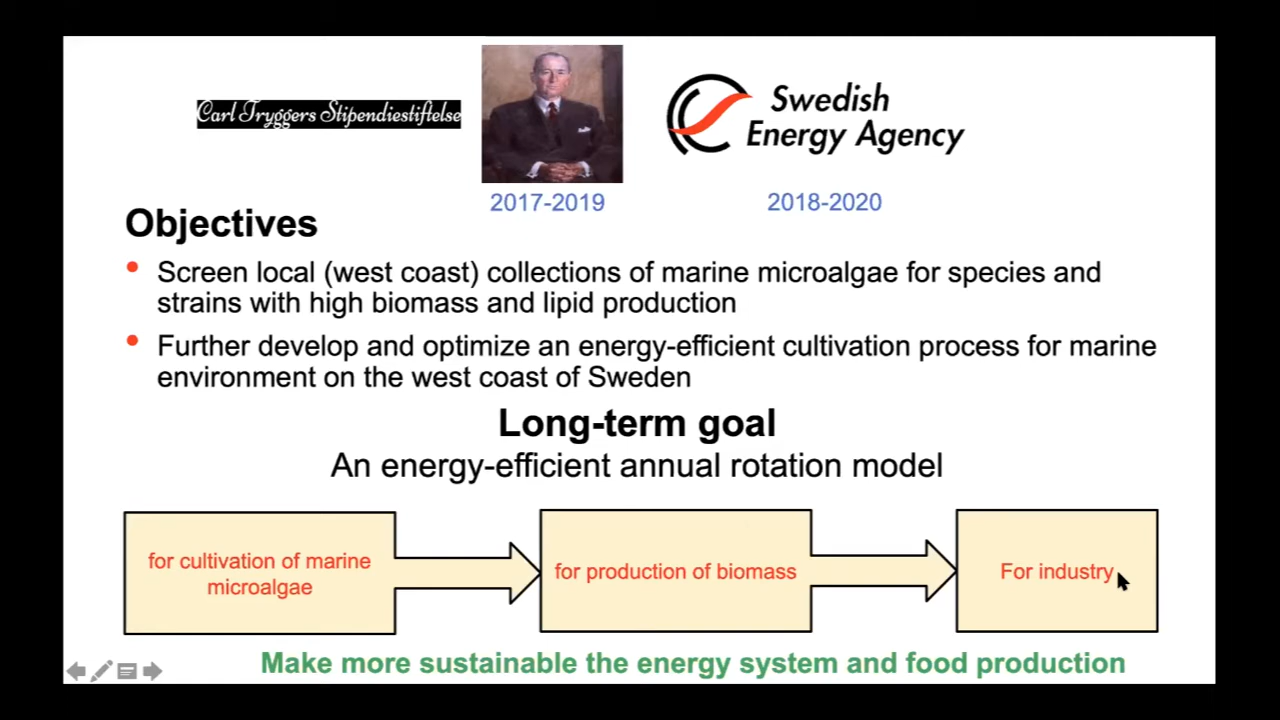 Carl Tryggers Stipendiestiftelse
Swedish
Energy Agency
2017-2019
2018-2020
Objectives
• Screen local (west coast) collections of marine microalgae for species and
strains with high biomass and lipid production
• Further develop and optimize an energy-efficient cultivation process for marine
environment on the west coast of Sweden
Long-term goal
An energy-efficient annual rotation model
for cultivation of marine
microalgae
for production of biomass
For industry
Make more sustainable the energy system and food production